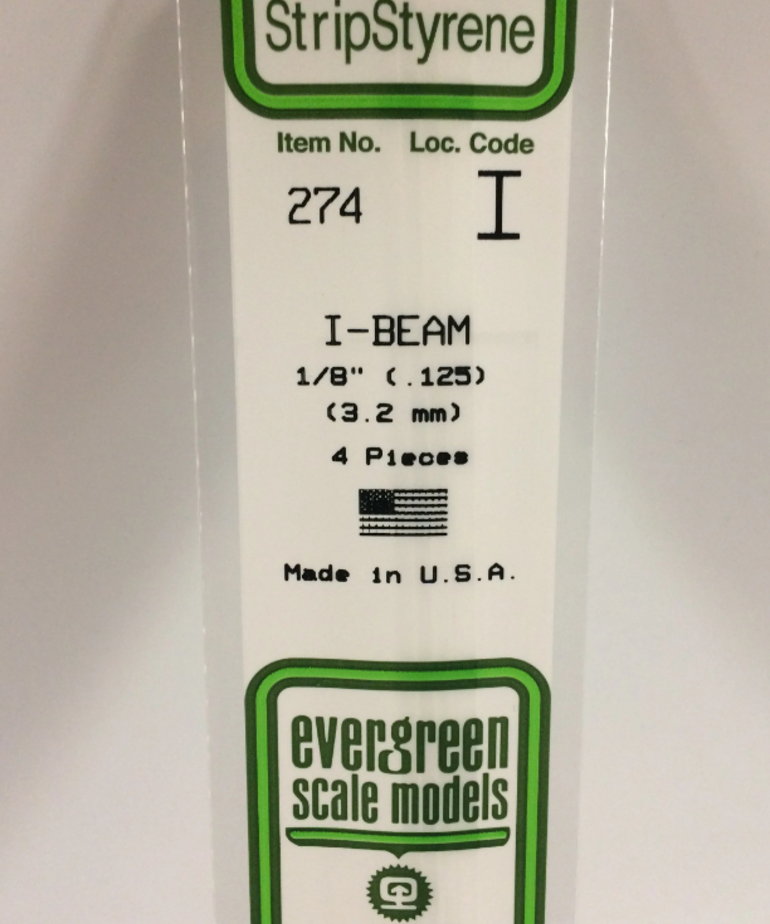 StripStyrene
Item No. Loc. Code
274 I
I-BEAM
1/8" (.125)
(3.2 mm)
4 Pieces
Made in U.S.A.
evergreen
scale models